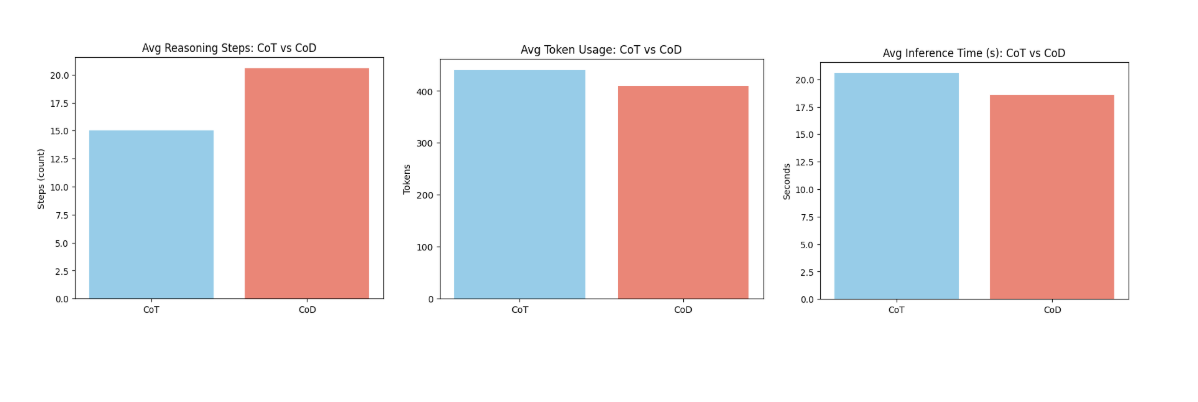 Avg Reasoning Steps: CoT vs CoD
Steps (count)
20.0
17.5
15.0
12.5
10.0
7.5
5.0
2.5
0.0
CoT
CoD
Avg Token Usage: CoT vs CoD
Tokens
400
300
200
100
0
CoT
CoD
Avg Inference Time (s): CoT vs CoD
Seconds
20.0
17.5
15.0
12.5
10.0
7.5
5.0
2.5
0.0
CoT
CoD